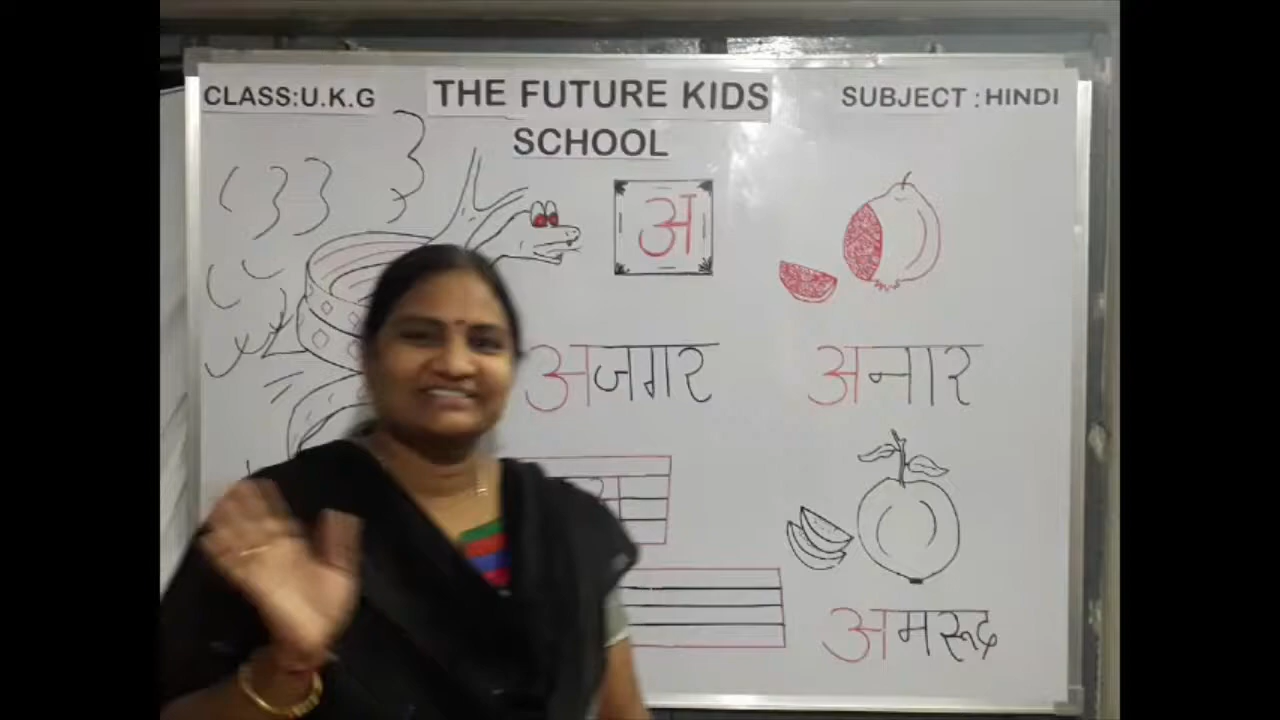 CLASS:U.K.G
THE FUTURE KIDS
SCHOOL
SUBJECT : HINDI
अ
अजगर
अनार
अमरूद